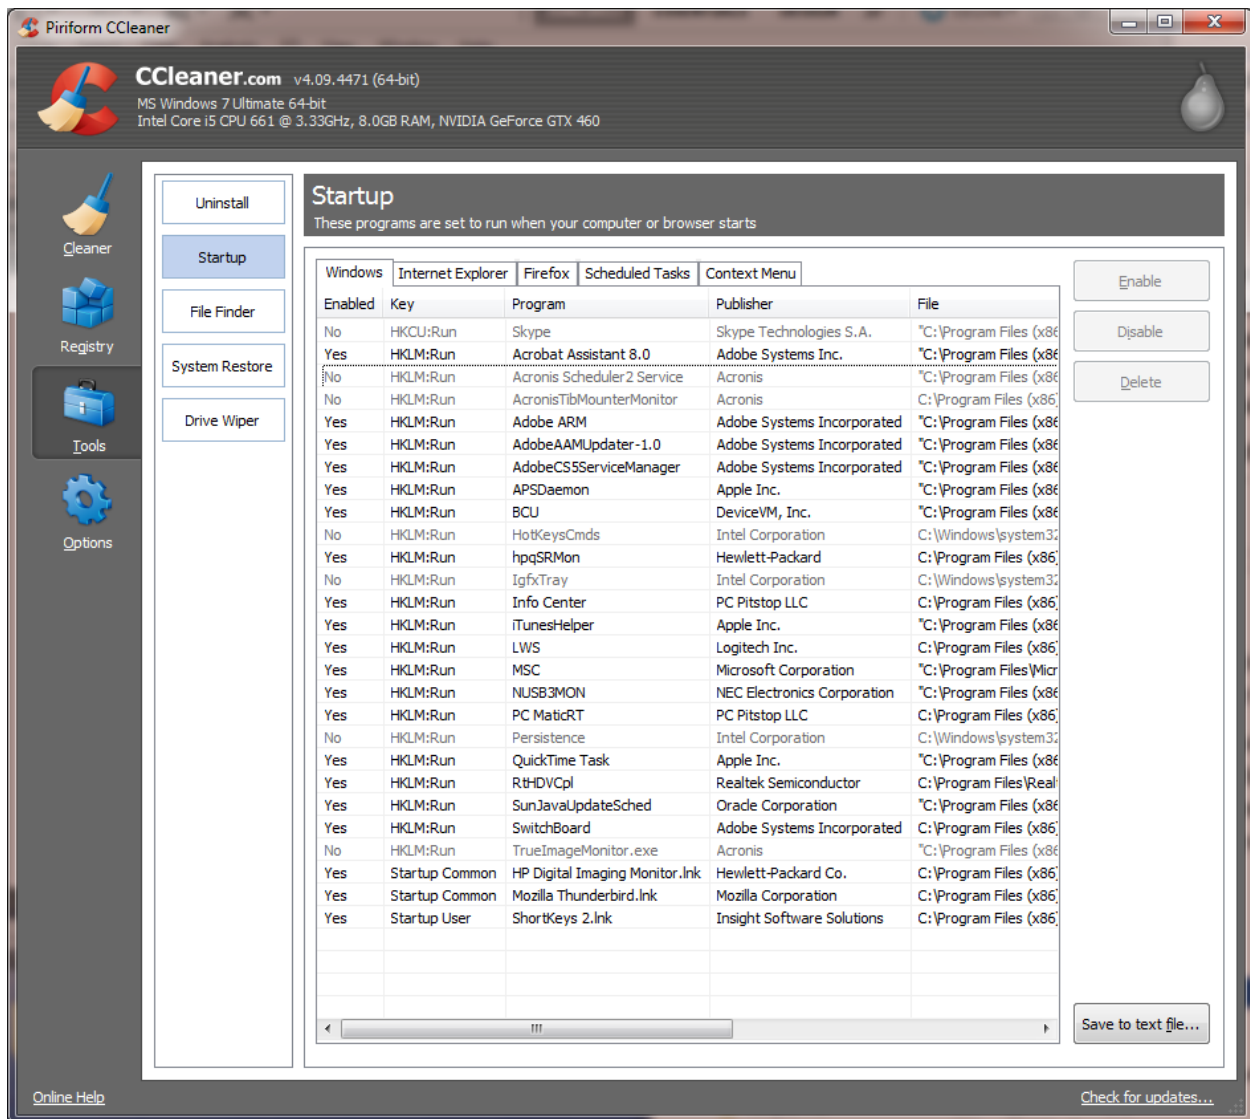 Piriform CCleaner
CCleaner.com v4.09.4471 (64-bit)
MS Windows 7 Ultimate 64-bit
Intel Core i5 CPU 661 @ 3.33GHz, 8.0GB RAM, NVIDIA GeForce GTX 460
Cleaner
Registry
Tools
Options
Uninstall
Startup
File Finder
System Restore
Drive Wiper
Startup
These programs are set to run when your computer or browser starts
Windows Internet Explorer Firefox Scheduled Tasks Context Menu
Enabled Key Program Publisher File
No HKCU:Run Skype Skype Technologies S.A. "C:\Program Files (x86
Yes HKLM:Run Acrobat Assistant 8.0 Adobe Systems Inc. "C:\Program Files (x86
No HKLM:Run Acronis Scheduler2 Service Acronis "C:\Program Files (x86
No HKLM:Run AcronisTibMounterMonitor Acronis C:\Program Files (x86)
Yes HKLM:Run Adobe ARM Adobe Systems Incorporated "C:\Program Files (x86
Yes HKLM:Run AdobeAAMUpdater-1.0 Adobe Systems Incorporated "C:\Program Files (x86
Yes HKLM:Run AdobeCS5ServiceManager Adobe Systems Incorporated "C:\Program Files (x86
Yes HKLM:Run APSDaemon Apple Inc. "C:\Program Files (x86
Yes HKLM:Run BCU DeviceVM, Inc. "C:\Program Files (x86
No HKLM:Run HotKeysCmds Intel Corporation C:\Windows\system32
Yes HKLM:Run hpqSRMon Hewlett-Packard C:\Program Files (x86)
No HKLM:Run IgfxTray Intel Corporation C:\Windows\system32
Yes HKLM:Run Info Center PC Pitstop LLC C:\Program Files (x86)
Yes HKLM:Run iTunesHelper Apple Inc. "C:\Program Files (x86
Yes HKLM:Run LWS Logitech Inc. C:\Program Files (x86)
Yes HKLM:Run MSC Microsoft Corporation "C:\Program Files\Micr
Yes HKLM:Run NUSB3MON NEC Electronics Corporation "C:\Program Files (x86
Yes HKLM:Run PC MaticRT PC Pitstop LLC C:\Program Files (x86)
No HKLM:Run Persistence Intel Corporation C:\Windows\system32
Yes HKLM:Run QuickTime Task Apple Inc. "C:\Program Files (x86
Yes HKLM:Run RtHDVCpl Realtek Semiconductor C:\Program Files\Real
Yes HKLM:Run SunJavaUpdateSched Oracle Corporation "C:\Program Files (x86
Yes HKLM:Run SwitchBoard Adobe Systems Incorporated C:\Program Files (x86)
No HKLM:Run TrueImageMonitor.exe Acronis "C:\Program Files (x86
Yes Startup Common HP Digital Imaging Monitor.lnk Hewlett-Packard Co. C:\Program Files (x86)
Yes Startup Common Mozilla Thunderbird.lnk Mozilla Corporation C:\Program Files (x86)
Yes Startup User ShortKeys 2.lnk Insight Software Solutions C:\Program Files (x86)
Enable
Disable
Delete
Save to text file...
Online Help
Check for updates...